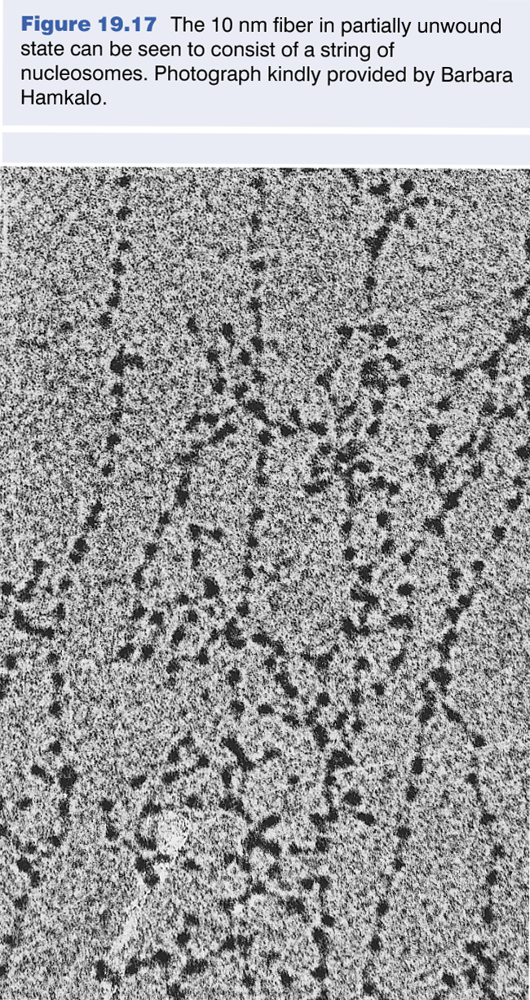 Figure 19.17 The 10 nm fiber in partially unwound
state can be seen to consist of a string of
nucleosomes. Photograph kindly provided by Barbara
Hamkalo.